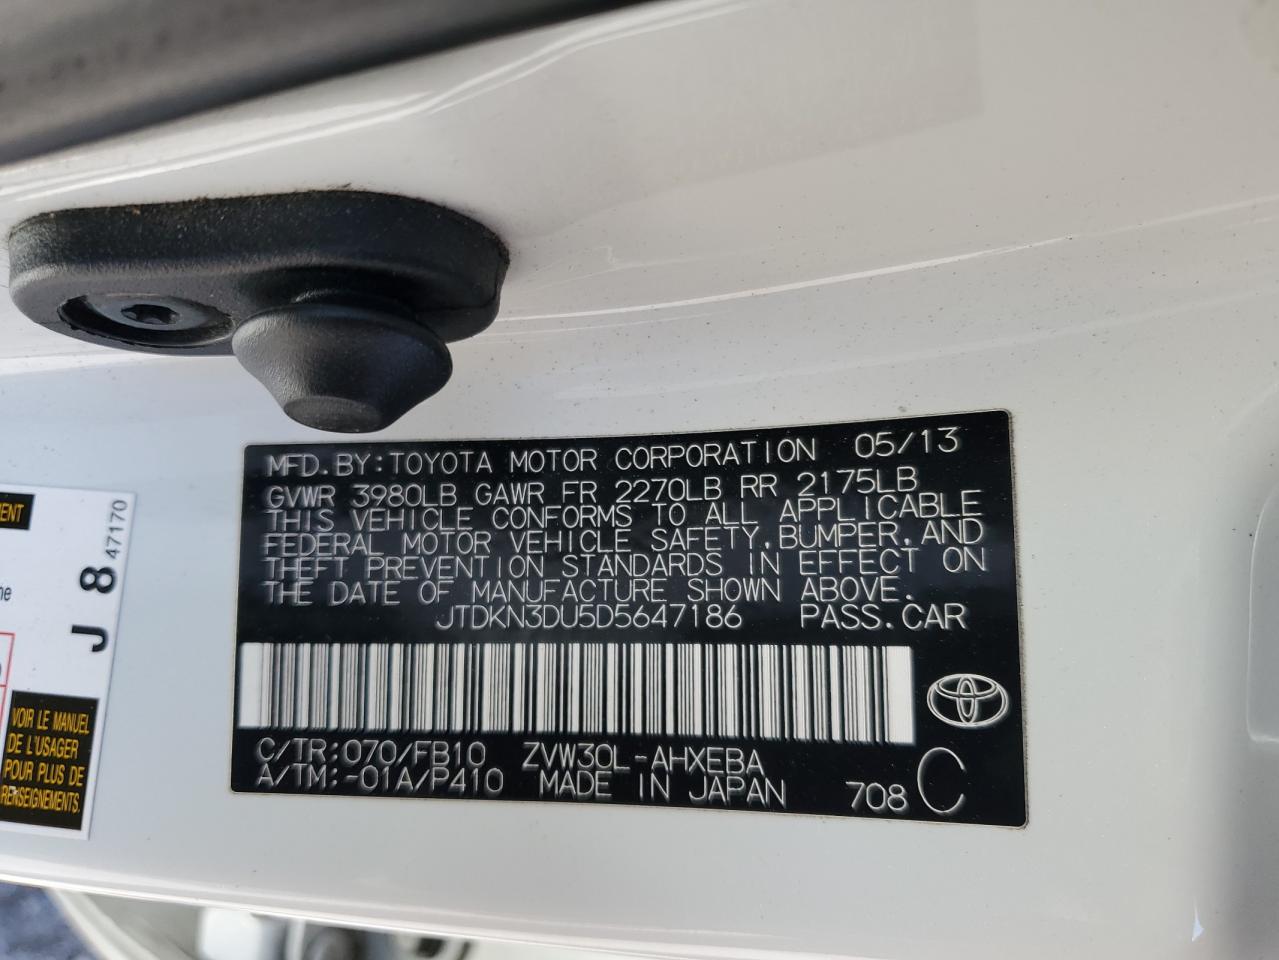 MFD.BY:TOYOTA MOTOR CORPORATION 05/13
GVWR 3980LB GAWR FR 2270LB RR 2175LB
THIS VEHICLE CONFORMS TO ALL APPLICABLE
FEDERAL MOTOR VEHICLE SAFETY,BUMPER,AND
THEFT PREVENTION STANDARDS IN EFFECT ON
THE DATE OF MANUFACTURE SHOWN ABOVE.
JTDKN3DU5D5647186 PASS.CAR
C/TR:070/FB10 ZVW30L-AHXEBA
A/TM:-01A/P410 MADE IN JAPAN 708 C
J 8 47170
VOIR LE MANUEL
DE L'USAGER
POUR PLUS DE
RENSEIGNEMENTS.